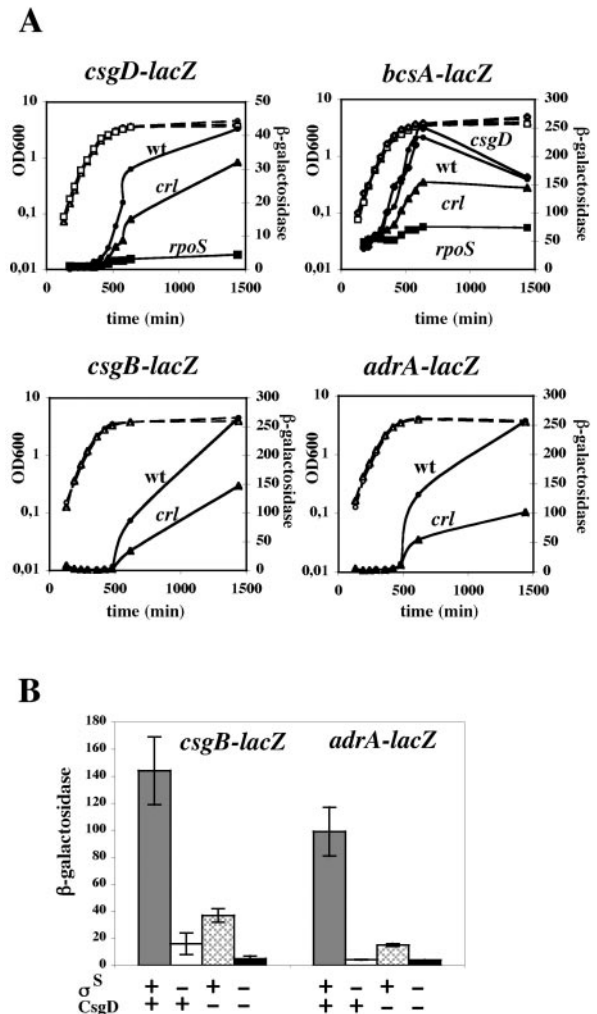 A
csgD-lacZ
OD600
10
1
0,1
0,01
50
40
30
20
10
0
β-galactosidase
wt
crl
rpoS
0 500 1000 1500
time (min)
bcsA-lacZ
OD600
10
1
0,1
0,01
300
250
200
150
100
50
0
β-galactosidase
csgD
wt
crl
rpoS
0 500 1000 1500
time (min)
csgB-lacZ
OD600
10
1
0,1
0,01
300
250
200
150
100
50
0
β-galactosidase
wt
crl
0 500 1000 1500
time (min)
adrA-lacZ
OD600
10
1
0,1
0,01
300
250
200
150
100
50
0
β-galactosidase
wt
crl
0 500 1000 1500
time (min)
B
β-galactosidase
180
160
140
120
100
80
60
40
20
0
csgB-lacZ adrA-lacZ
σS + − + − + − + −
CsgD + + − − + + − −